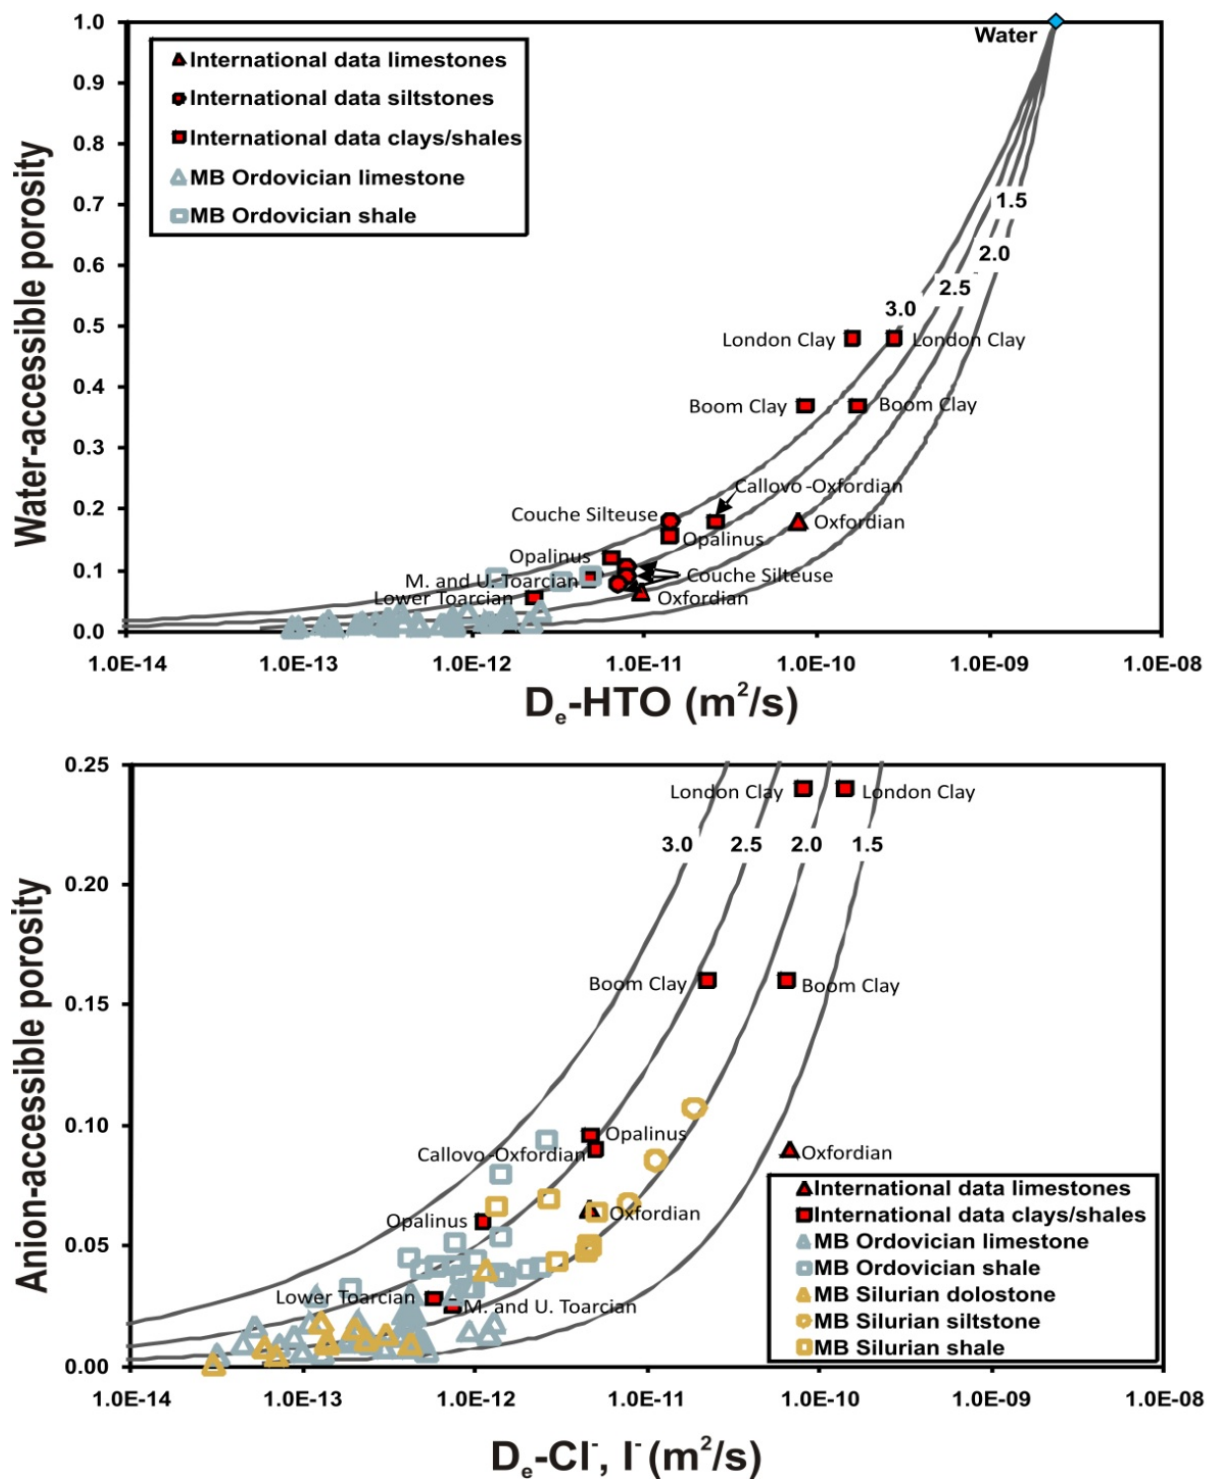 1.0
0.9
0.8
0.7
0.6
0.5
0.4
0.3
0.2
0.1
0.0
Water-accessible porosity
International data limestones
International data siltstones
International data clays/shales
MB Ordovician limestone
MB Ordovician shale
Water
1.5
2.0
2.5
3.0
London Clay
London Clay
Boom Clay
Boom Clay
Callovo-Oxfordian
Couche Silteuse
Oxfordian
Opalinus
Opalinus
Couche Silteuse
M. and U. Toarcian
Lower Toarcian
Oxfordian
1.0E-14 1.0E-13 1.0E-12 1.0E-11 1.0E-10 1.0E-09 1.0E-08
De-HTO (m²/s)
0.25
0.20
0.15
0.10
0.05
0.00
Anion-accessible porosity
London Clay
London Clay
3.0
2.5
2.0
1.5
Boom Clay
Boom Clay
Opalinus
Callovo-Oxfordian
Oxfordian
Opalinus
Oxfordian
Lower Toarcian
M. and U. Toarcian
International data limestones
International data clays/shales
MB Ordovician limestone
MB Ordovician shale
MB Silurian dolostone
MB Silurian siltstone
MB Silurian shale
1.0E-14 1.0E-13 1.0E-12 1.0E-11 1.0E-10 1.0E-09 1.0E-08
De-Cl⁻, I⁻ (m²/s)